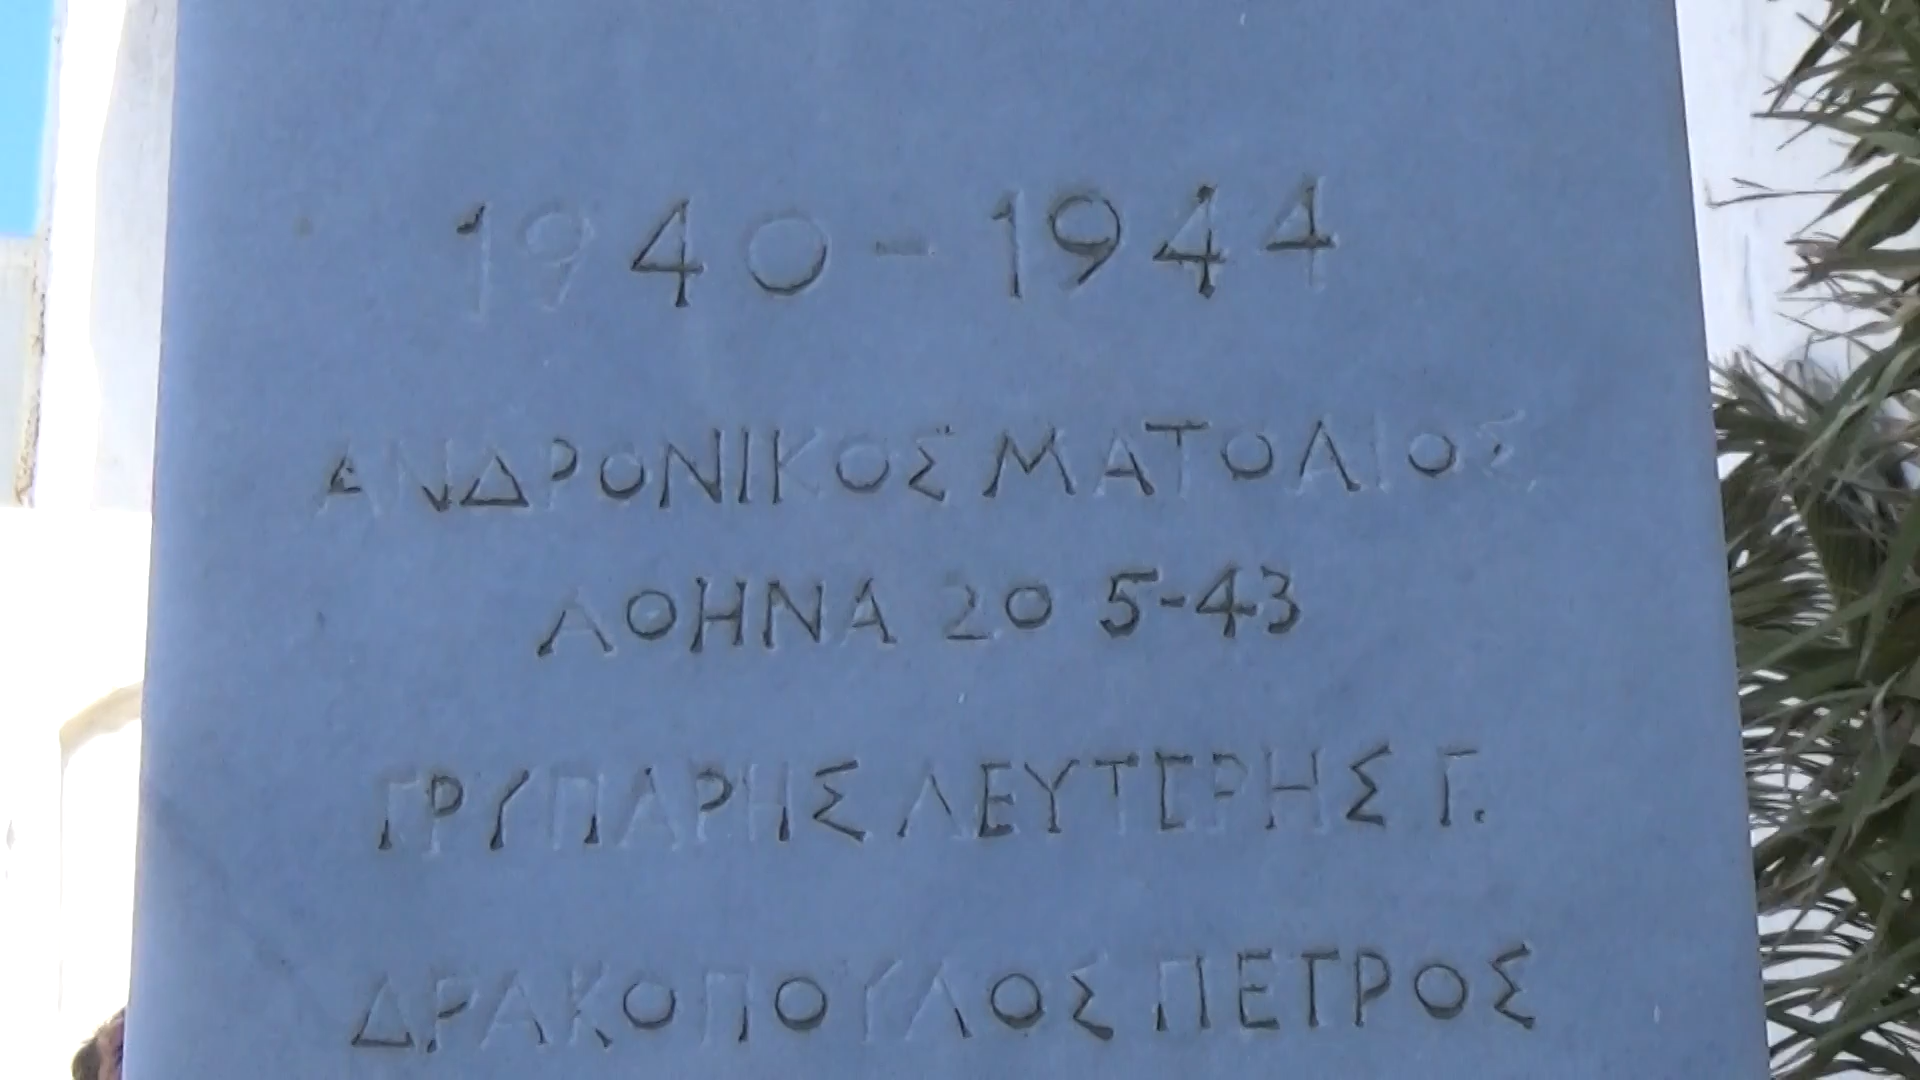 1940-1944
ΑΝΔΡΟΝΙΚΟΣ ΜΑΤΟΛΙΟΣ
ΑΘΗΝΑ 20 5-43
ΓΡΥΠΑΡΗΣ ΛΕΥΤΕΡΗΣ Γ.
ΔΡΑΚΟΠΟΥΛΟΣ ΠΕΤΡΟΣ